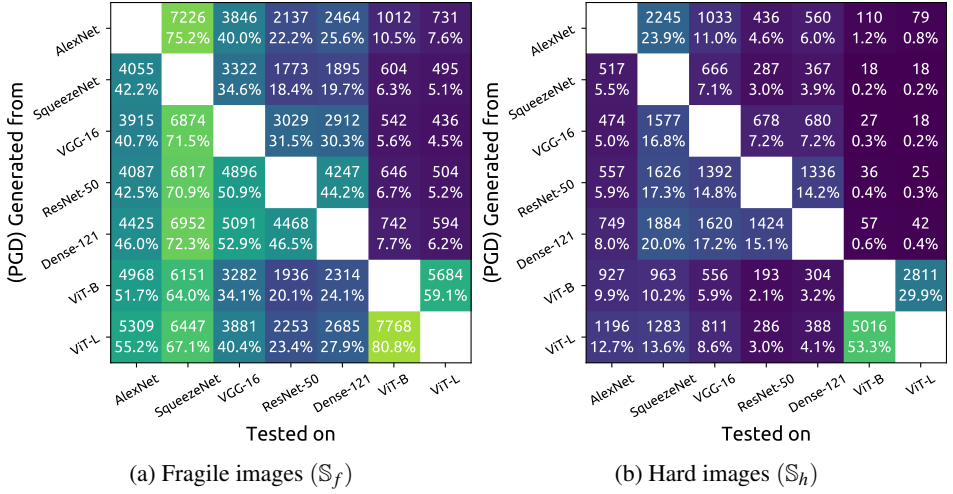 (PGD) Generated from
AlexNet
7226 3846 2137 2464 1012 731
75.2% 40.0% 22.2% 25.6% 10.5% 7.6%
SqueezeNet
4055 3322 1773 1895 604 495
42.2% 34.6% 18.4% 19.7% 6.3% 5.1%
VGG-16
3915 6874 3029 2912 542 436
40.7% 71.5% 31.5% 30.3% 5.6% 4.5%
ResNet-50
4087 6817 4896 4247 646 504
42.5% 70.9% 50.9% 44.2% 6.7% 5.2%
Dense-121
4425 6952 5091 4468 742 594
46.0% 72.3% 52.9% 46.5% 7.7% 6.2%
ViT-B
4968 6151 3282 1936 2314 5684
51.7% 64.0% 34.1% 20.1% 24.1% 59.1%
ViT-L
5309 6447 3881 2253 2685 7768
55.2% 67.1% 40.4% 23.4% 27.9% 80.8%
AlexNet SqueezeNet VGG-16 ResNet-50 Dense-121 ViT-B ViT-L
Tested on
(a) Fragile images (𝕊f)
(PGD) Generated from
AlexNet
2245 1033 436 560 110 79
23.9% 11.0% 4.6% 6.0% 1.2% 0.8%
SqueezeNet
517 666 287 367 18 18
5.5% 7.1% 3.0% 3.9% 0.2% 0.2%
VGG-16
474 1577 678 680 27 18
5.0% 16.8% 7.2% 7.2% 0.3% 0.2%
ResNet-50
557 1626 1392 1336 36 25
5.9% 17.3% 14.8% 14.2% 0.4% 0.3%
Dense-121
749 1884 1620 1424 57 42
8.0% 20.0% 17.2% 15.1% 0.6% 0.4%
ViT-B
927 963 556 193 304 2811
9.9% 10.2% 5.9% 2.1% 3.2% 29.9%
ViT-L
1196 1283 811 286 388 5016
12.7% 13.6% 8.6% 3.0% 4.1% 53.3%
AlexNet SqueezeNet VGG-16 ResNet-50 Dense-121 ViT-B ViT-L
Tested on
(b) Hard images (𝕊h)